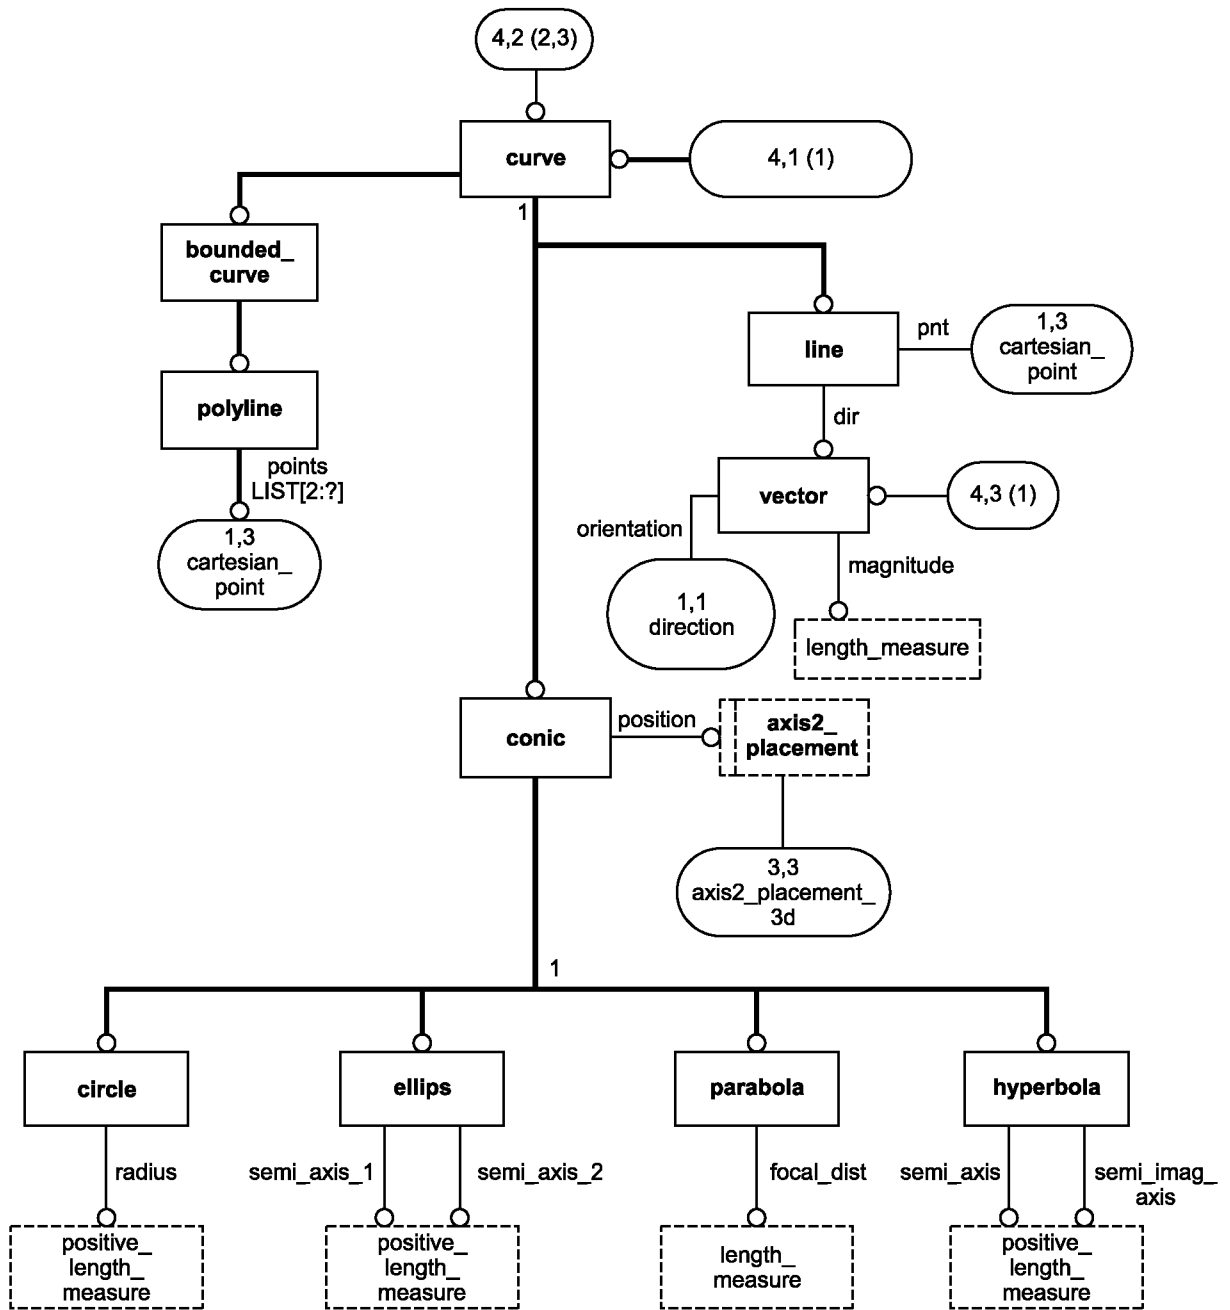 4,2 (2,3)
curve
4,1 (1)
1
bounded_
curve
line
pnt
1,3
cartesian_
point
polyline
dir
points
LIST[2:?]
vector
4,3 (1)
orientation
1,3
cartesian_
point
magnitude
1,1
direction
length_measure
conic
position
axis2_
placement
3,3
axis2_placement_
3d
1
circle
ellips
parabola
hyperbola
radius
semi_axis_1
semi_axis_2
focal_dist
semi_axis
semi_imag_
axis
positive_
length_
measure
positive_
length_
measure
length_
measure
positive_
length_
measure